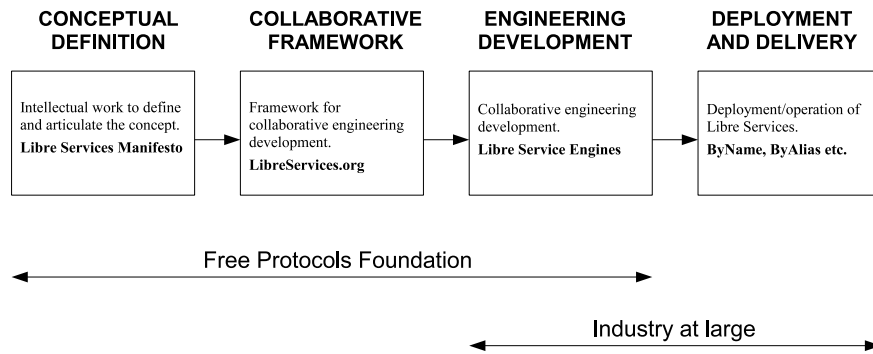 CONCEPTUAL
DEFINITION
COLLABORATIVE
FRAMEWORK
ENGINEERING
DEVELOPMENT
DEPLOYMENT
AND DELIVERY
Intellectual work to define
and articulate the concept.
Libre Services Manifesto
Framework for
collaborative engineering
development.
LibreServices.org
Collaborative engineering
development.
Libre Service Engines
Deployment/operation of
Libre Services.
ByName, ByAlias etc.
Free Protocols Foundation
Industry at large